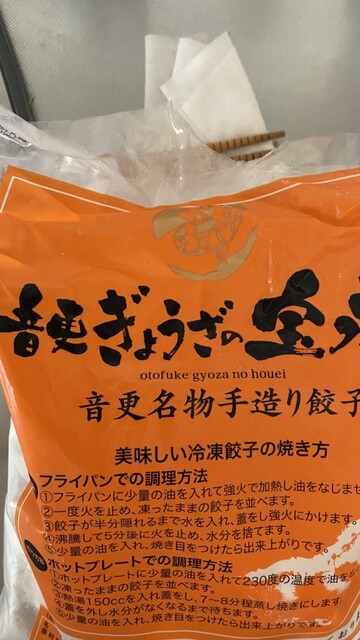 音更ぎょうざの宝
otofuke gyoza no houei
音更名物手造り餃子
美味しい冷凍餃子の焼き方
フライパンでの調理方法
①フライパンに少量の油を入れて強火で加熱し油をなじませ
②一度火を止め、凍ったままの餃子を並べます。
③餃子が半分隠れるまで水を入れ、蓋をし強火にかけます。
④沸騰して5分後に火を止め、水分を捨てます。
⑤少量の油を入れ、焼き目をつけたら出来上がりです。
ホットプレートでの調理方法
①ホットプレートに少量の油を入れて230度の温度で油を
②凍ったままの餃子を並べます。
③熱湯150ccを入れ蓋をし、7〜8分程蒸し焼きにします。
④蓋を外し水分がなくなるまで待ちます。
⑤少量の油を入れ、焼き目をつけたら出来上がりです。